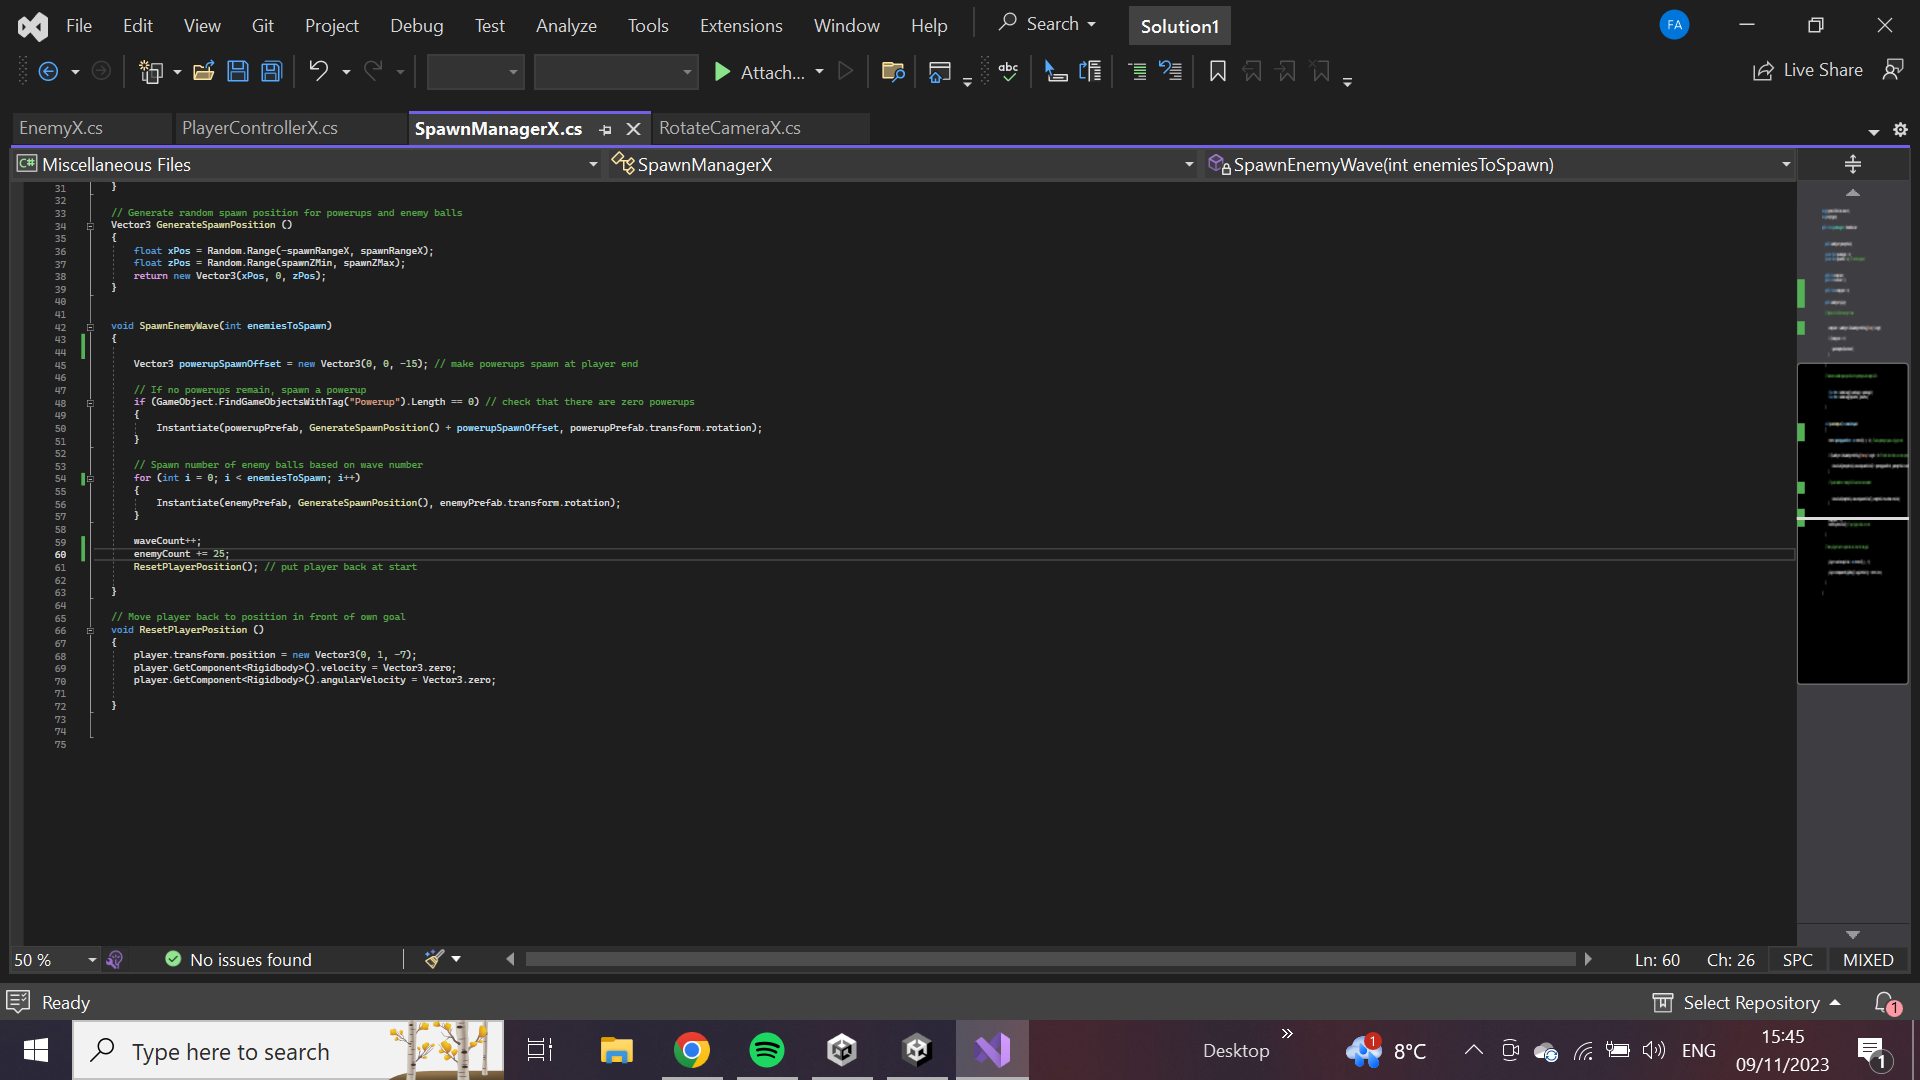 File Edit View Git Project Debug Test Analyze Tools Extensions Window Help Search Solution1 FA
Attach... abc Live Share
EnemyX.cs PlayerControllerX.cs SpawnManagerX.cs RotateCameraX.cs
C# Miscellaneous Files SpawnManagerX SpawnEnemyWave(int enemiesToSpawn)
31 }
32
33 // Generate random spawn position for powerups and enemy balls
34 Vector3 GenerateSpawnPosition ()
35 {
36 float xPos = Random.Range(-spawnRangeX, spawnRangeX);
37 float zPos = Random.Range(spawnZMin, spawnZMax);
38 return new Vector3(xPos, 0, zPos);
39 }
40
41
42 void SpawnEnemyWave(int enemiesToSpawn)
43 {
44
45 Vector3 powerupSpawnOffset = new Vector3(0, 0, -15); // make powerups spawn at player end
46
47 // If no powerups remain, spawn a powerup
48 if (GameObject.FindGameObjectsWithTag("Powerup").Length == 0) // check that there are zero powerups
49 {
50 Instantiate(powerupPrefab, GenerateSpawnPosition() + powerupSpawnOffset, powerupPrefab.transform.rotation);
51 }
52
53 // Spawn number of enemy balls based on wave number
54 for (int i = 0; i < enemiesToSpawn; i++)
55 {
56 Instantiate(enemyPrefab, GenerateSpawnPosition(), enemyPrefab.transform.rotation);
57 }
58
59 waveCount++;
60 enemyCount += 25;
61 ResetPlayerPosition(); // put player back at start
62
63 }
64
65 // Move player back to position in front of own goal
66 void ResetPlayerPosition ()
67 {
68 player.transform.position = new Vector3(0, 1, -7);
69 player.GetComponent<Rigidbody>().velocity = Vector3.zero;
70 player.GetComponent<Rigidbody>().angularVelocity = Vector3.zero;
71
72 }
73
74
75
50 % No issues found Ln: 60 Ch: 26 SPC MIXED
Ready Select Repository 1
Type here to search Desktop 1 8°C ENG 15:45 1
09/11/2023